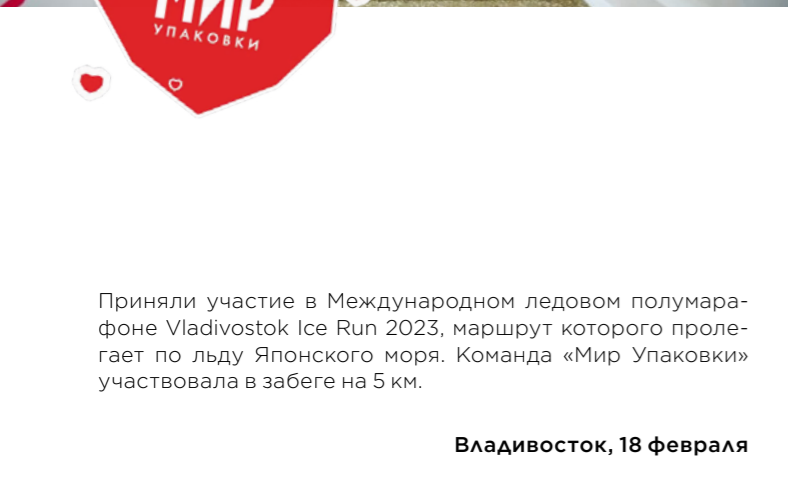 МИР
УПАКОВКИ
Приняли участие в Международном ледовом полумара-
фоне Vladivostok Ice Run 2023, маршрут которого проле-
гает по льду Японского моря. Команда «Мир Упаковки»
участвовала в забеге на 5 км.
Владивосток, 18 февраля